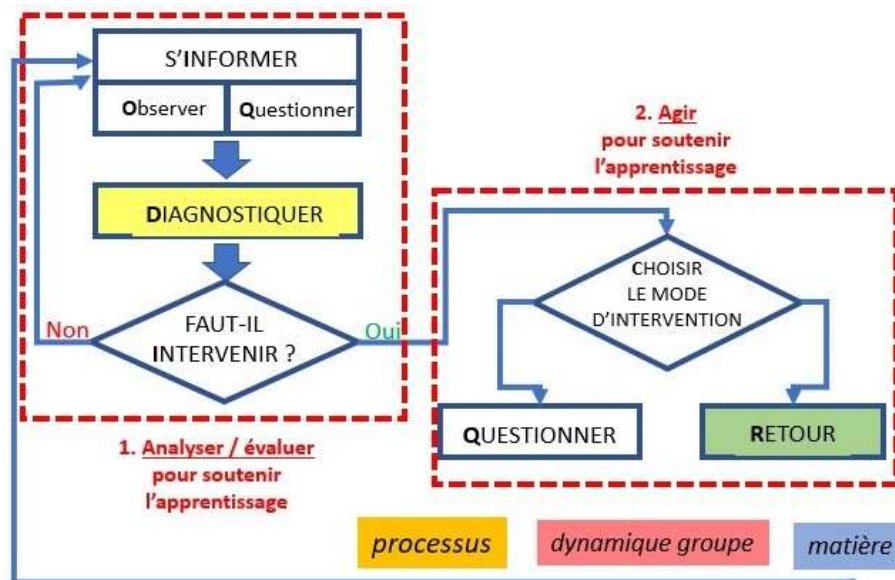 S'INFORMER
Observer
Questionner
DIAGNOSTIQUER
FAUT-IL
INTERVENIR ?
Non
Oui
1. Analyser / évaluer
pour soutenir
l'apprentissage
2. Agir
pour soutenir
l'apprentissage
CHOISIR
LE MODE
D'INTERVENTION
QUESTIONNER
RETOUR
processus
dynamique groupe
matière